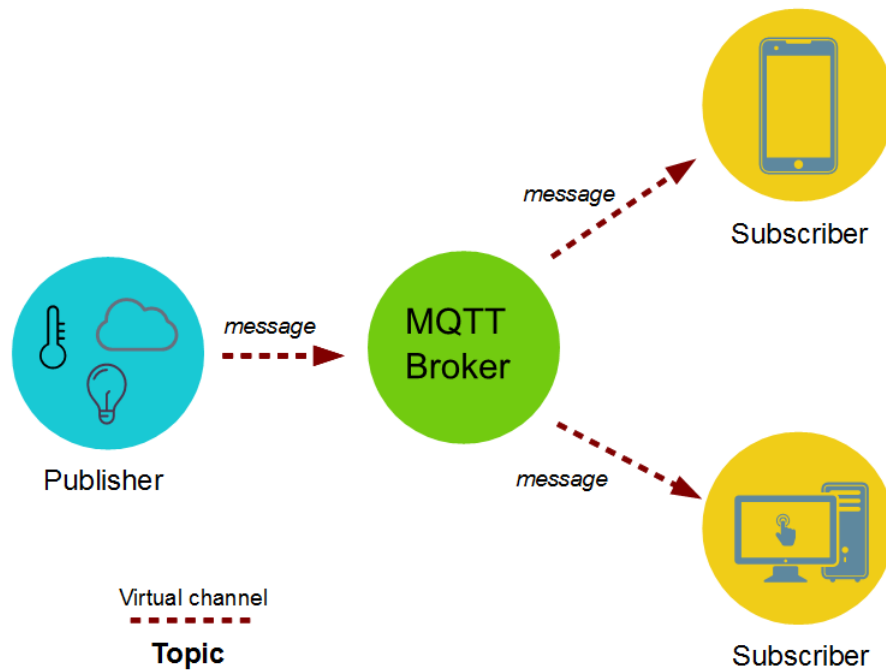 message
Subscriber
message
MQTT
Broker
Publisher
message
Virtual channel
Topic
Subscriber